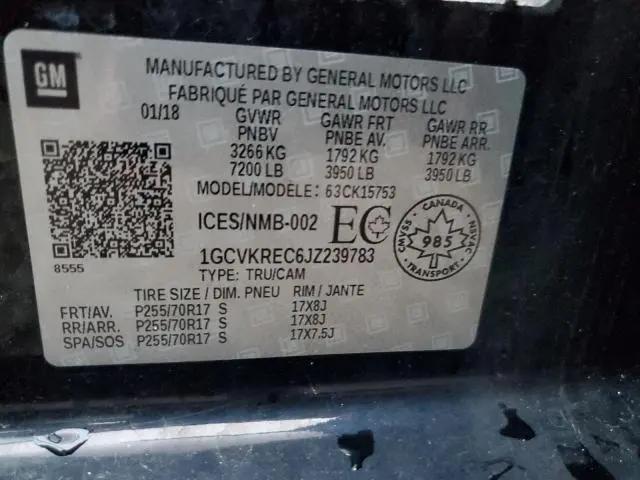 GM
MANUFACTURED BY GENERAL MOTORS LLC
FABRIQUÉ PAR GENERAL MOTORS LLC
01/18 GVWR GAWR FRT GAWR RR
PNBV PNBE AV. PNBE ARR.
3266 KG 1792 KG 1792 KG
7200 LB 3950 LB 3950 LB
MODEL/MODÈLE: 63CK15753
ICES/NMB-002 EC
CANADA
CMVSS 985 NSVAC
TRANSPORT
8555
1GCVKREC6JZ239783
TYPE: TRU/CAM
TIRE SIZE / DIM. PNEU RIM / JANTE
FRT/AV. P255/70R17 S 17X8J
RR/ARR. P255/70R17 S 17X8J
SPA/SOS P255/70R17 S 17X7.5J